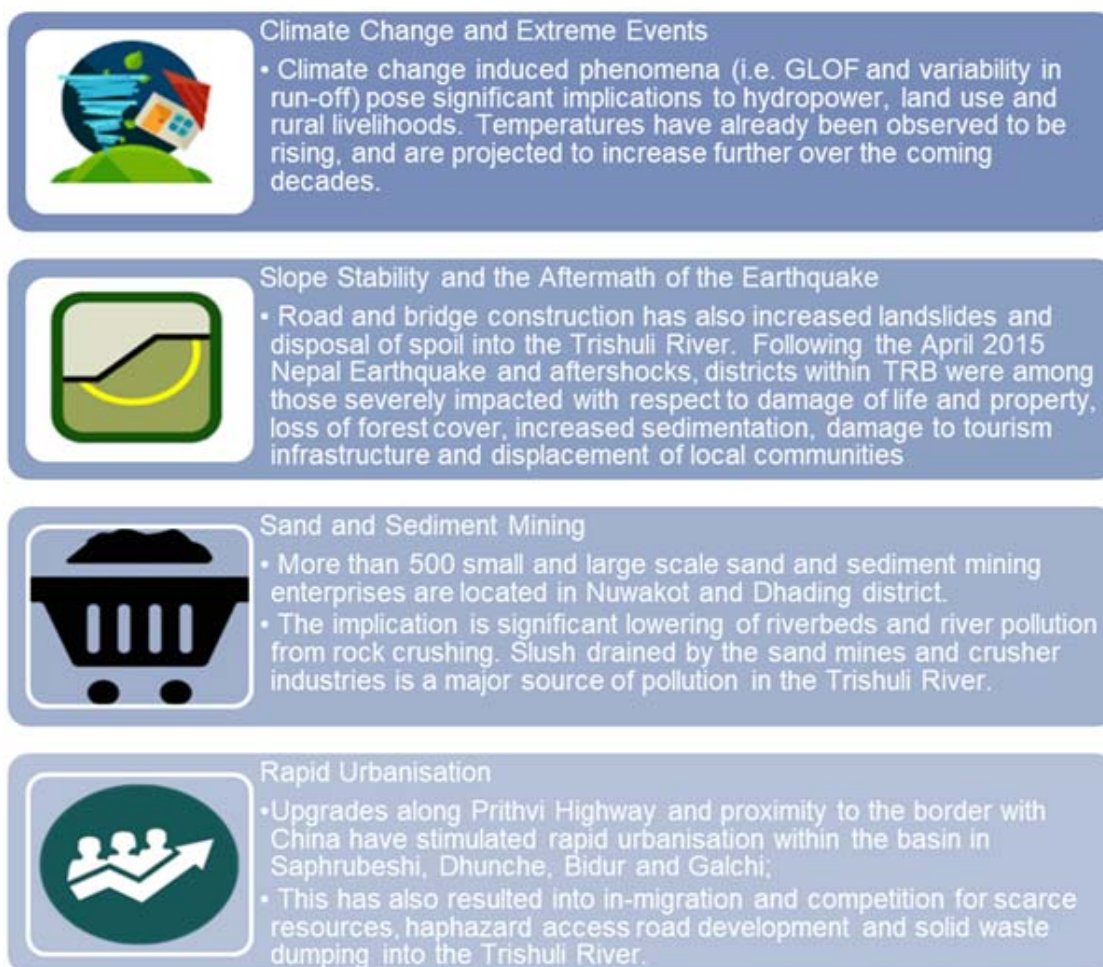 Climate Change and Extreme Events
• Climate change induced phenomena (i.e. GLOF and variability in
run-off) pose significant implications to hydropower, land use and
rural livelihoods. Temperatures have already been observed to be
rising, and are projected to increase further over the coming
decades.
Slope Stability and the Aftermath of the Earthquake
• Road and bridge construction has also increased landslides and
disposal of spoil into the Trishuli River. Following the April 2015
Nepal Earthquake and aftershocks, districts within TRB were among
those severely impacted with respect to damage of life and property,
loss of forest cover, increased sedimentation, damage to tourism
infrastructure and displacement of local communities
Sand and Sediment Mining
• More than 500 small and large scale sand and sediment mining
enterprises are located in Nuwakot and Dhading district.
• The implication is significant lowering of riverbeds and river pollution
from rock crushing. Slush drained by the sand mines and crusher
industries is a major source of pollution in the Trishuli River.
Rapid Urbanisation
•Upgrades along Prithvi Highway and proximity to the border with
China have stimulated rapid urbanisation within the basin in
Saphrubeshi, Dhunche, Bidur and Galchi;
• This has also resulted into in-migration and competition for scarce
resources, haphazard access road development and solid waste
dumping into the Trishuli River.